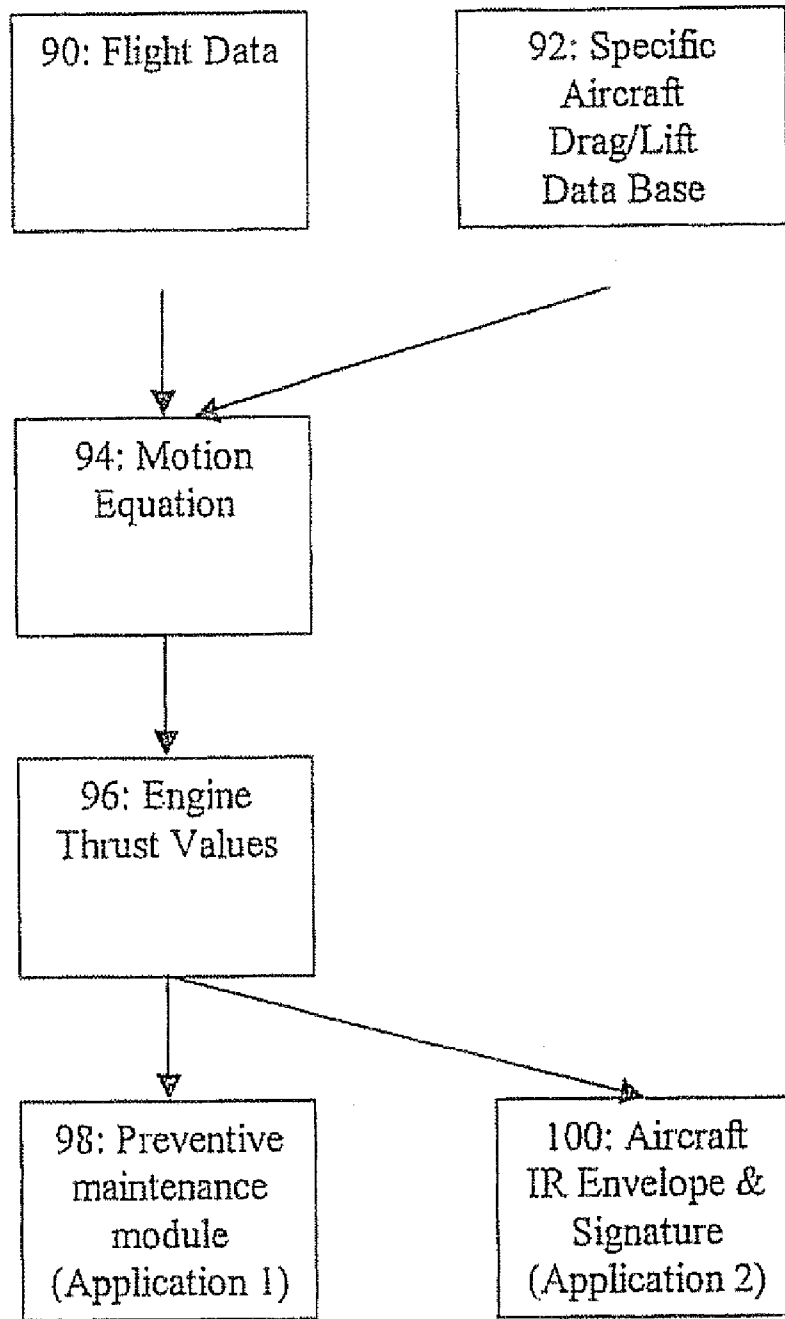 90: Flight Data
92: Specific
Aircraft
Drag/Lift
Data Base
94: Motion
Equation
96: Engine
Thrust Values
98: Preventive
maintenance
module
(Application 1)
100: Aircraft
IR Envelope &
Signature
(Application 2)